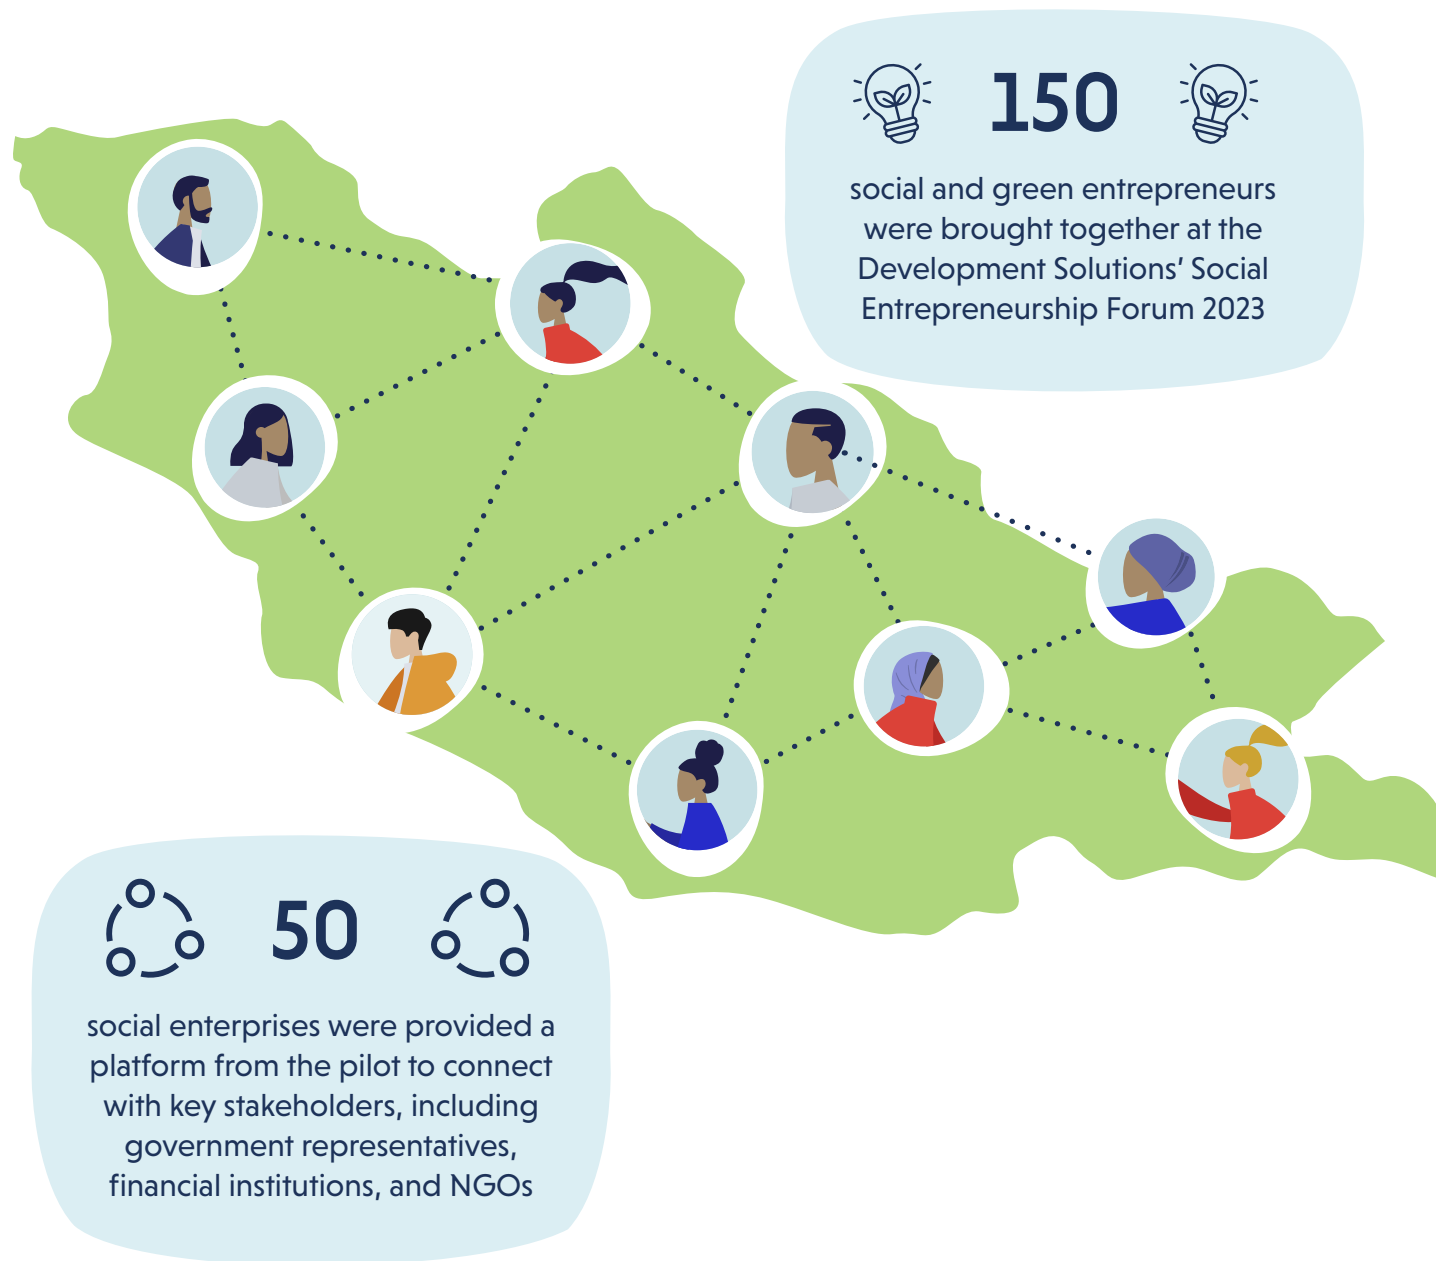 150
social and green entrepreneurs
were brought together at the
Development Solutions’ Social
Entrepreneurship Forum 2023
50
social enterprises were provided a
platform from the pilot to connect
with key stakeholders, including
government representatives,
financial institutions, and NGOs